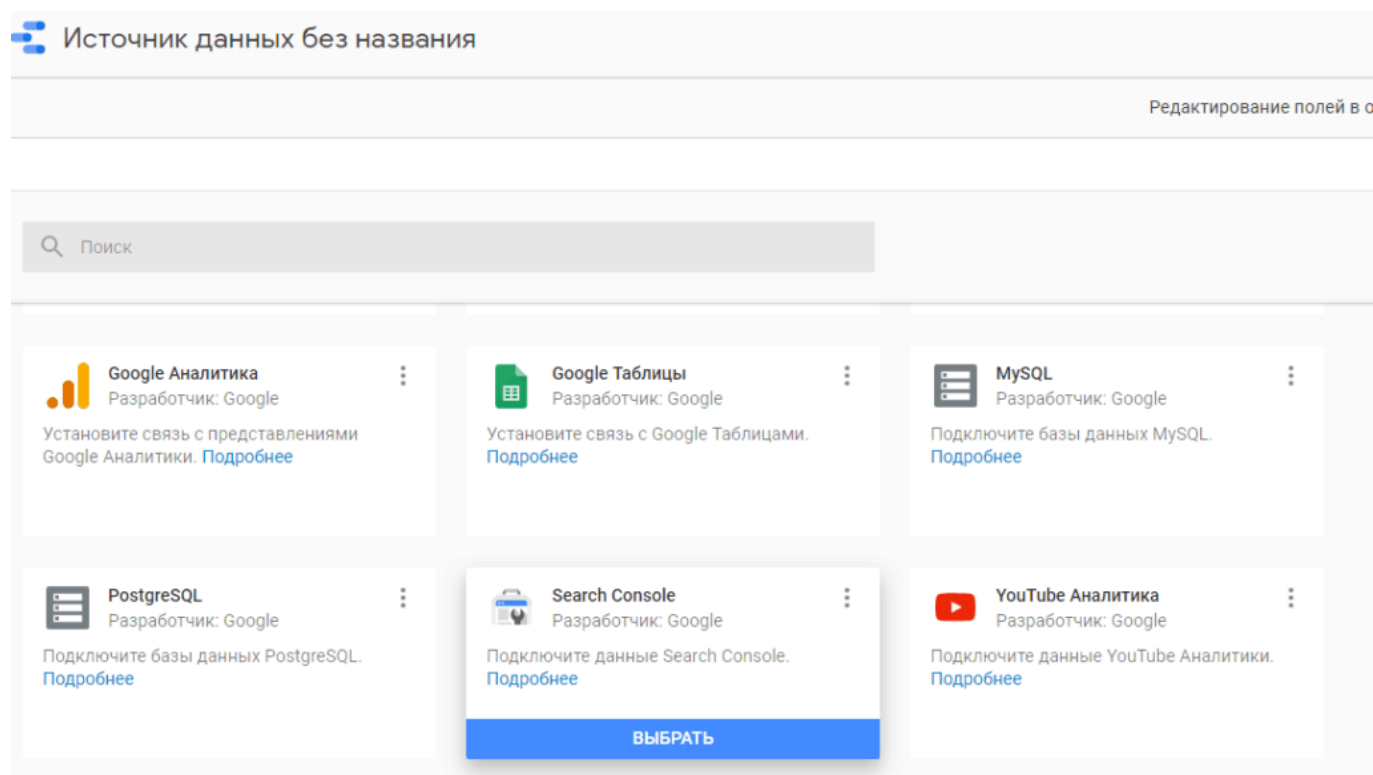 Источник данных без названия
Редактирование полей в о
Поиск
Google Аналитика
Разработчик: Google
Установите связь с представлениями
Google Аналитики. Подробнее
Google Таблицы
Разработчик: Google
Установите связь с Google Таблицами.
Подробнее
MySQL
Разработчик: Google
Подключите базы данных MySQL.
Подробнее
PostgreSQL
Разработчик: Google
Подключите базы данных PostgreSQL.
Подробнее
Search Console
Разработчик: Google
Подключите данные Search Console.
Подробнее
ВЫБРАТЬ
YouTube Аналитика
Разработчик: Google
Подключите данные YouTube Аналитики.
Подробнее